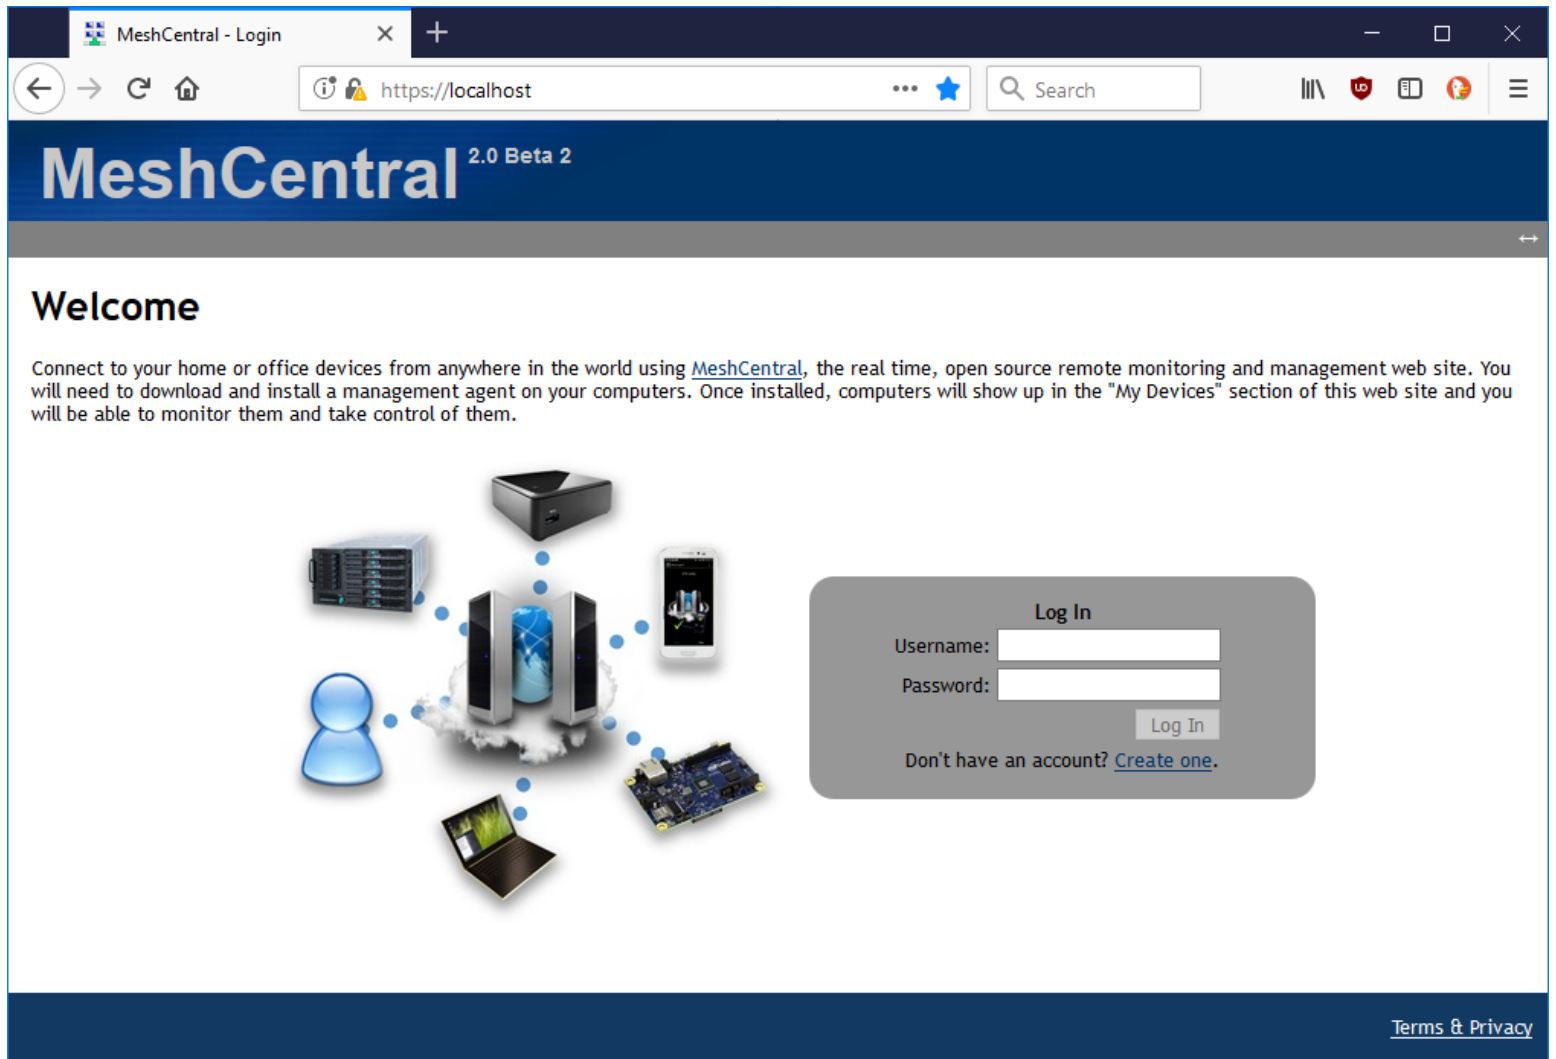 MeshCentral - Login
https://localhost
Search
MeshCentral 2.0 Beta 2
Welcome
Connect to your home or office devices from anywhere in the world using MeshCentral, the real time, open source remote monitoring and management web site. You
will need to download and install a management agent on your computers. Once installed, computers will show up in the "My Devices" section of this web site and you
will be able to monitor them and take control of them.
Log In
Username:
Password:
Log In
Don't have an account? Create one.
Terms & Privacy